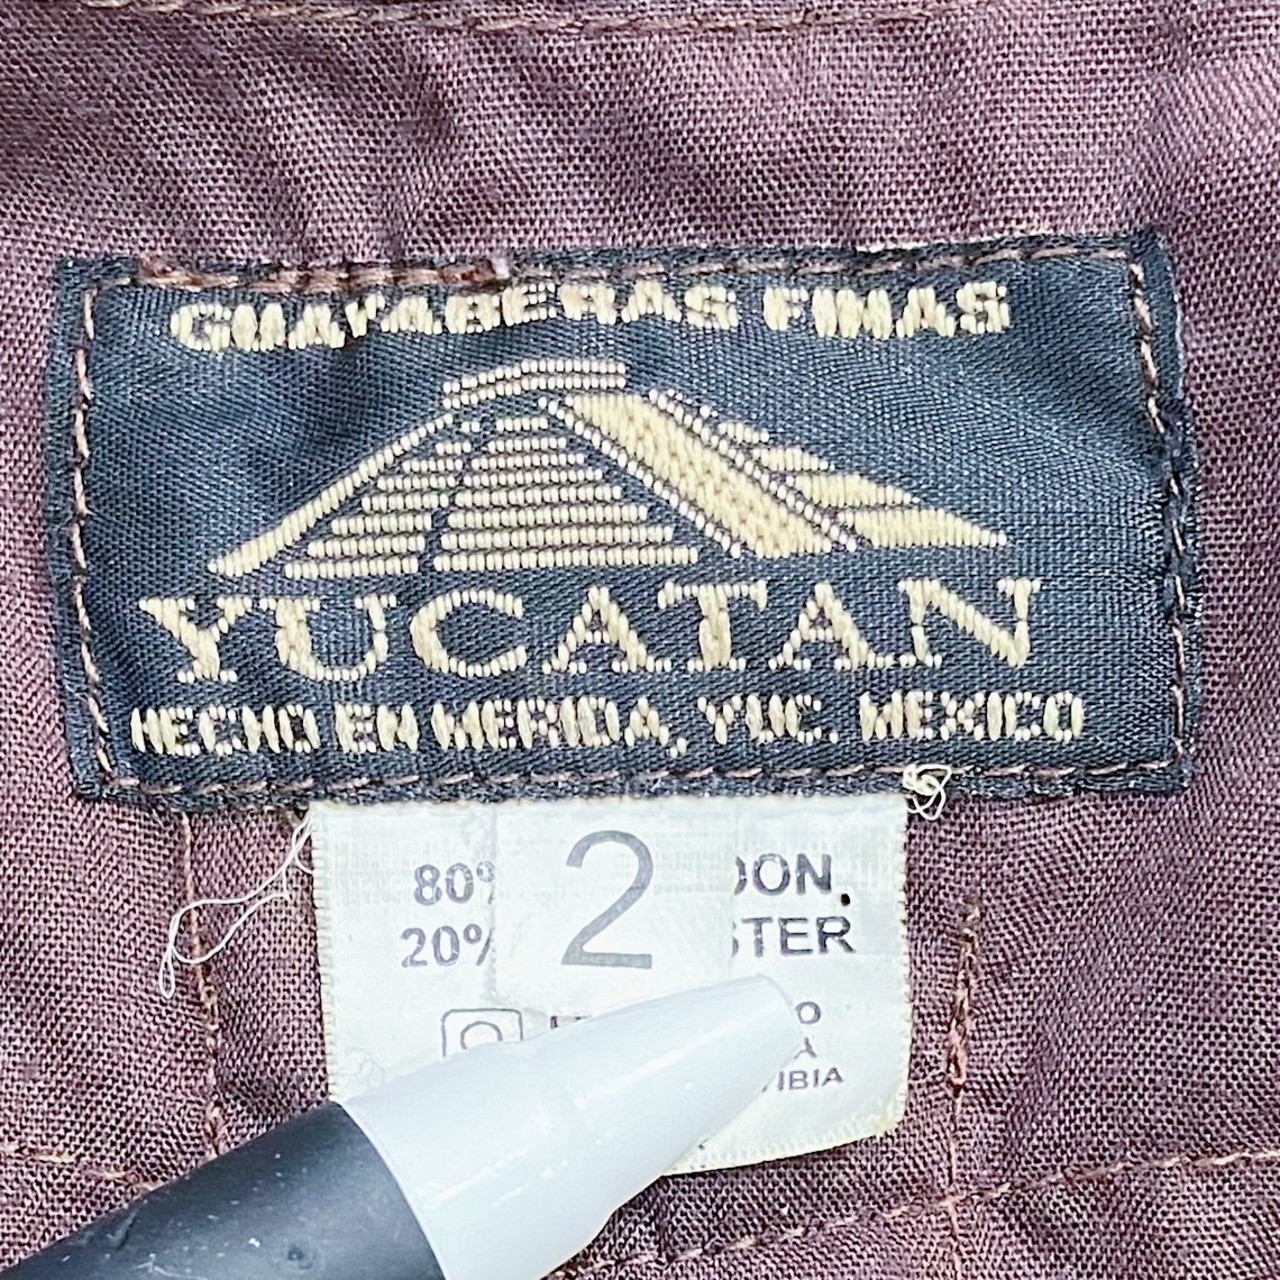 GUAYABERAS FINAS
YUCATAN
HECHO EN MERIDA, YUC. MEXICO
2
80%
20%